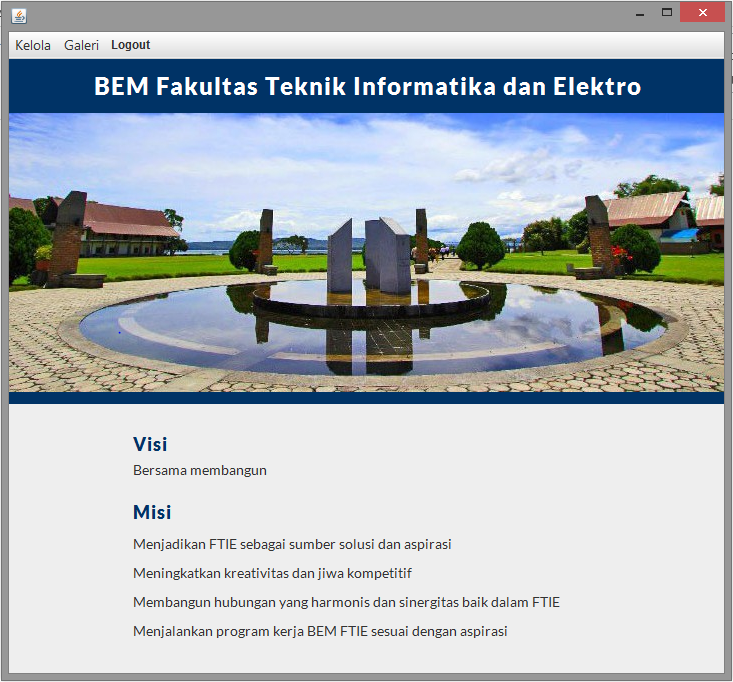 Kelola Galeri Logout
BEM Fakultas Teknik Informatika dan Elektro
Visi
Bersama membangun
Misi
Menjadikan FTIE sebagai sumber solusi dan aspirasi
Meningkatkan kreativitas dan jiwa kompetitif
Membangun hubungan yang harmonis dan sinergitas baik dalam FTIE
Menjalankan program kerja BEM FTIE sesuai dengan aspirasi